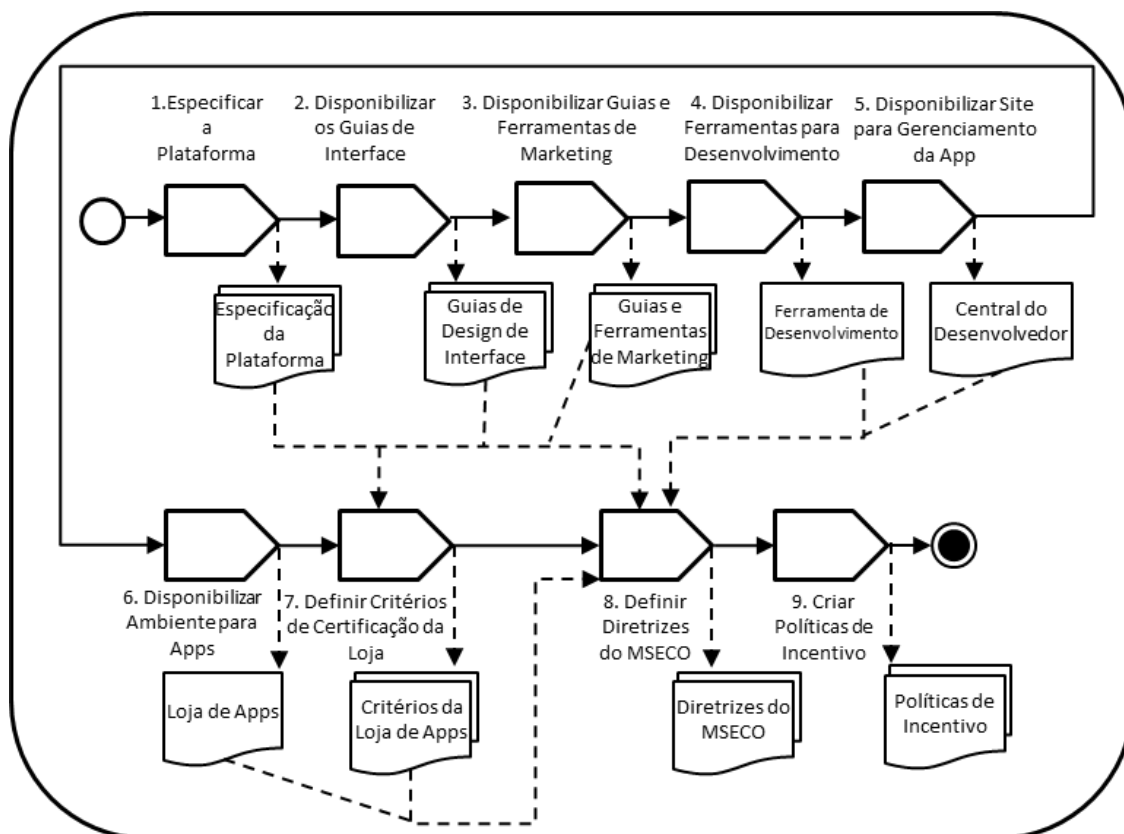 1.Especificar
a
Plataforma
2. Disponibilizar
os Guias de
Interface
3. Disponibilizar Guias e
Ferramentas de
Marketing
4. Disponibilizar
Ferramentas para
Desenvolvimento
5. Disponibilizar Site
para Gerenciamento
da App
Especificação
da
Plataforma
Guias de
Design de
Interface
Guias e
Ferramentas
de Marketing
Ferramenta de
Desenvolvimento
Central do
Desenvolvedor
6. Disponibilizar
Ambiente para
Apps
7. Definir Critérios
de Certificação da
Loja
8. Definir
Diretrizes
do MSECO
9. Criar
Políticas de
Incentivo
Loja de Apps
Critérios da
Loja de Apps
Diretrizes do
MSECO
Políticas de
Incentivo